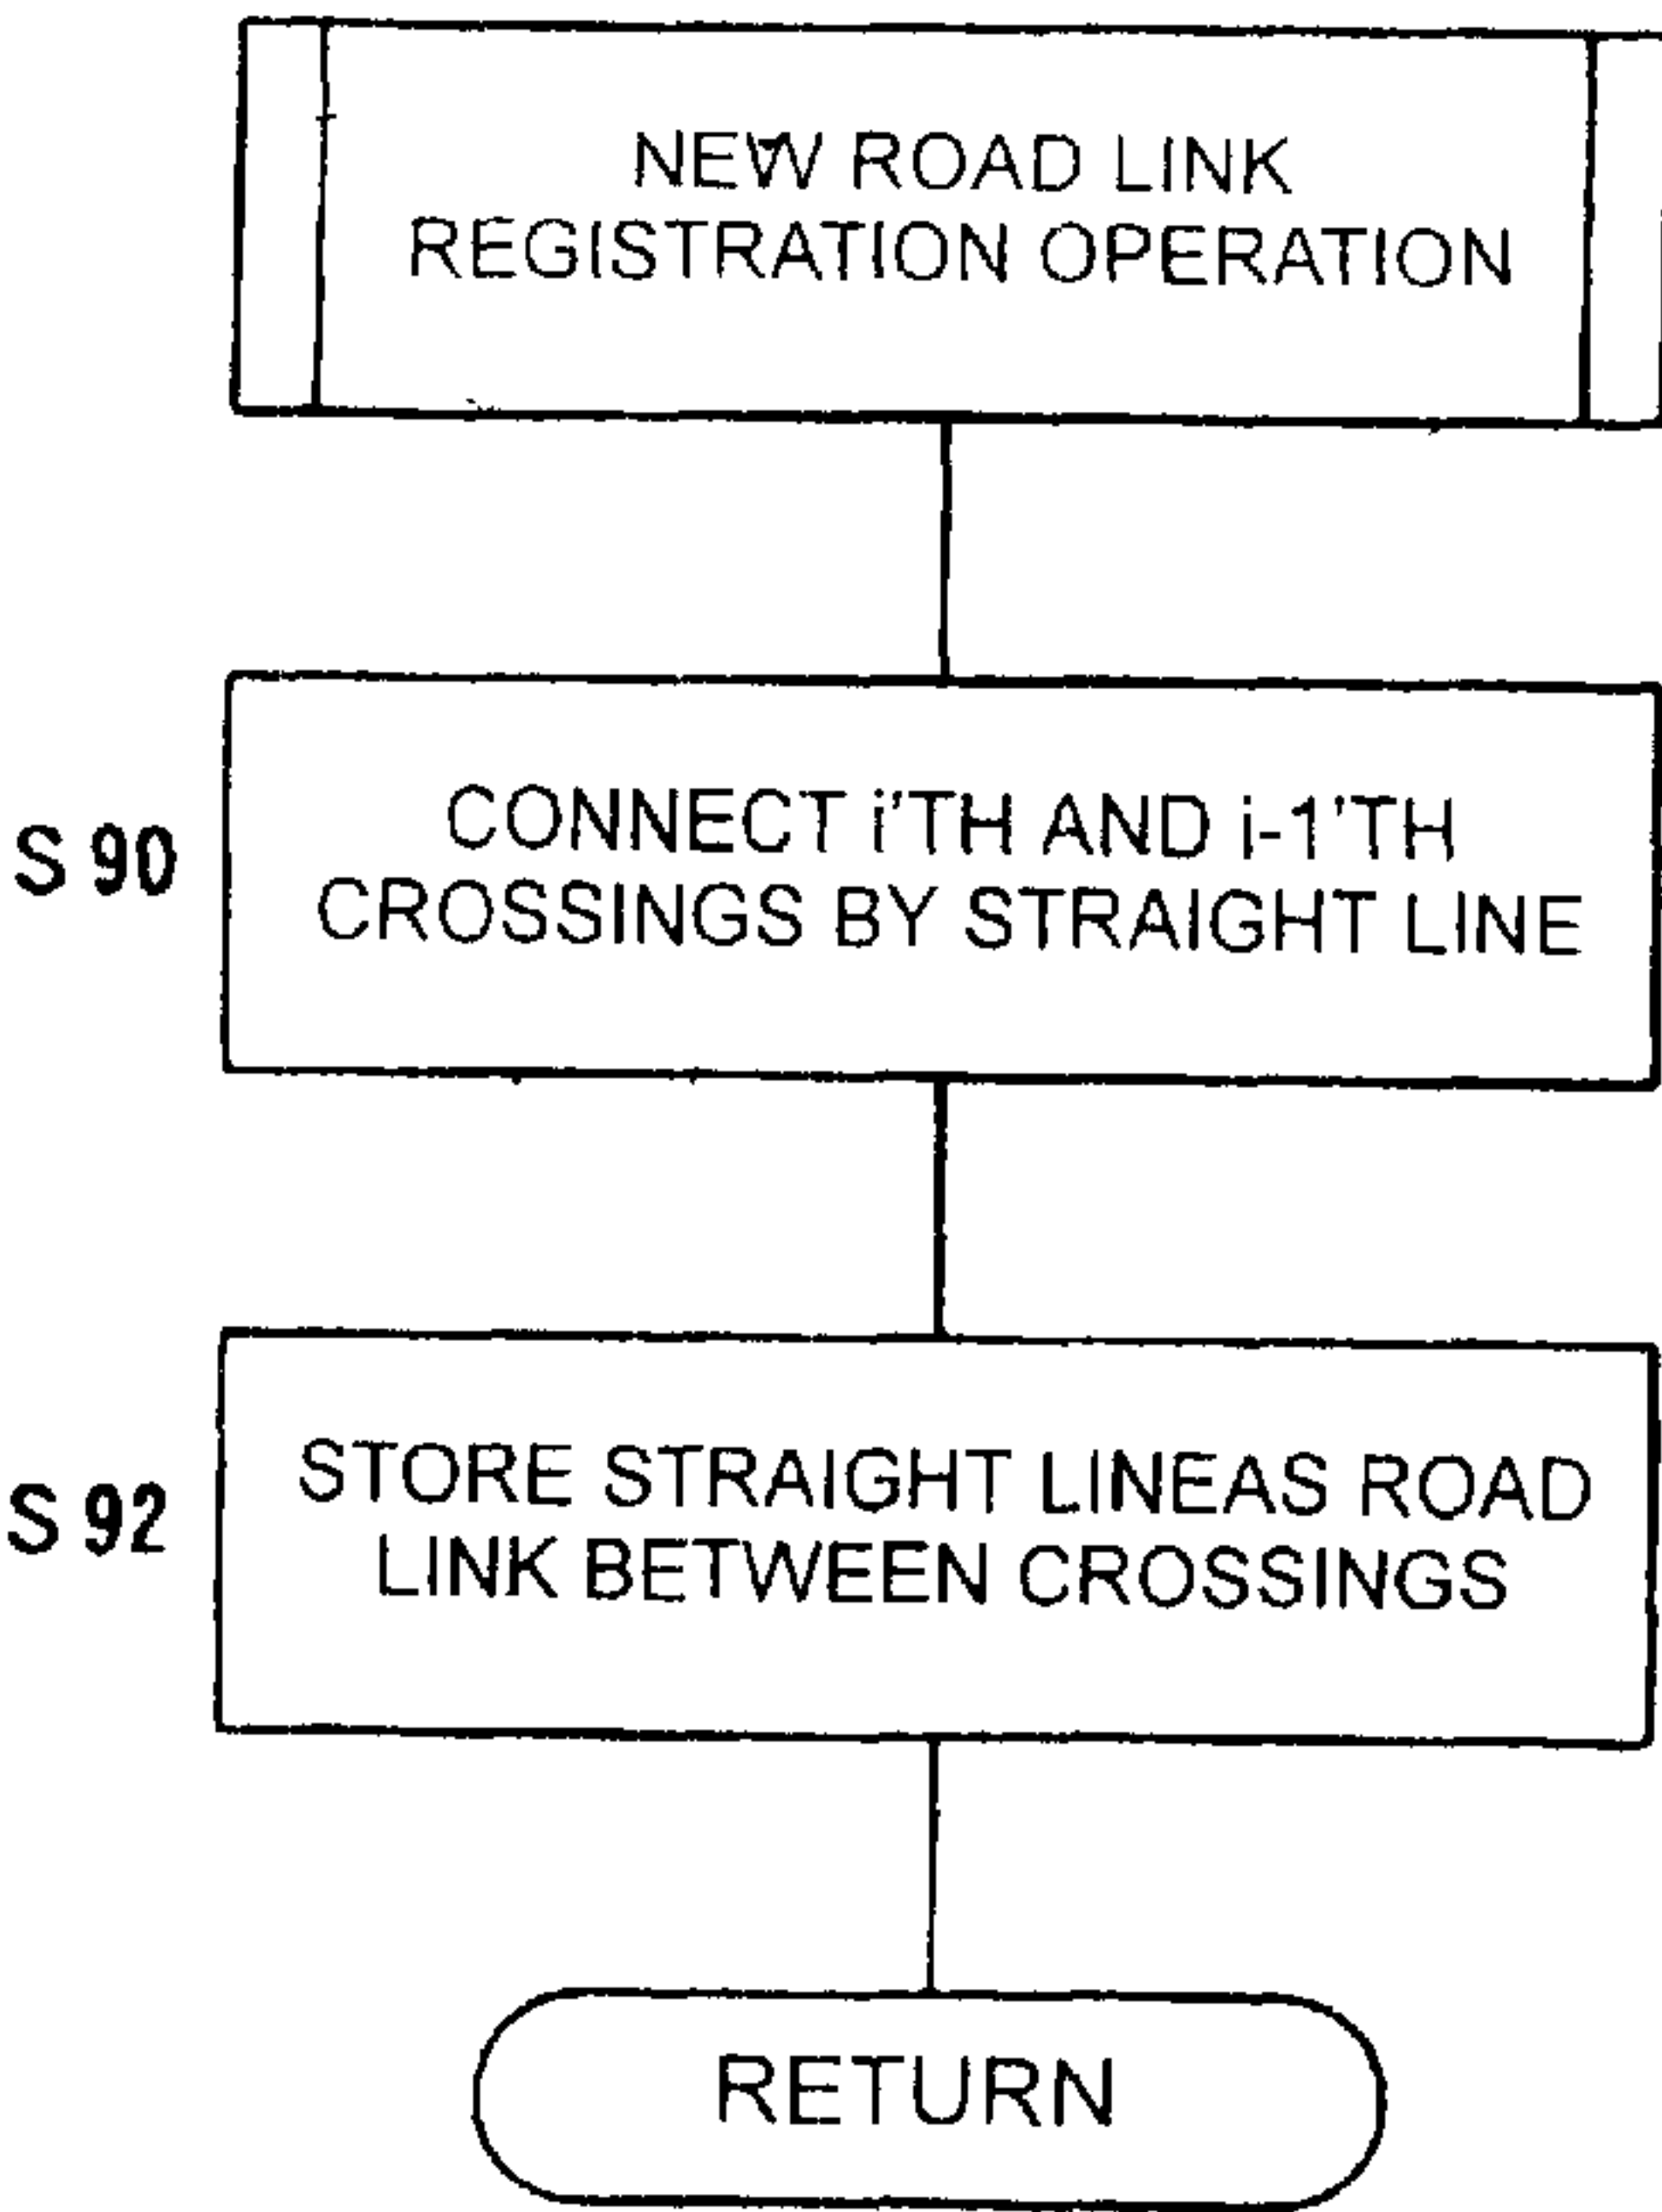 NEW ROAD LINK
REGISTRATION OPERATION
S 90
CONNECT i'TH AND i-1'TH
CROSSINGS BY STRAIGHT LINE
S 92
STORE STRAIGHT LINEAS ROAD
LINK BETWEEN CROSSINGS
RETURN